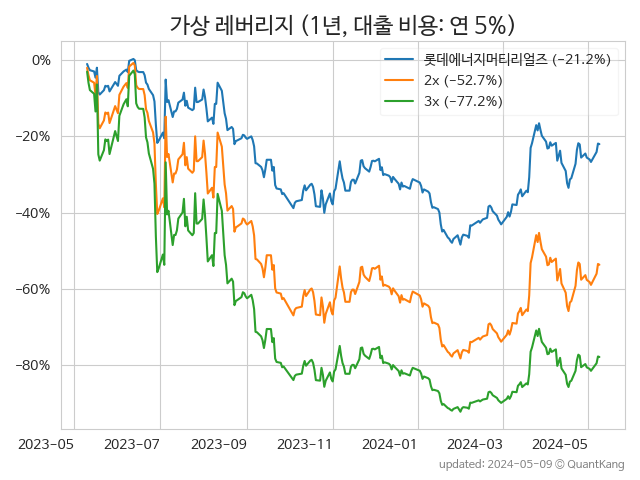 가상 레버리지 (1년, 대출 비용: 연 5%)
롯데에너지머티리얼즈 (−21.2%)
2x (−52.7%)
3x (−77.2%)
0%
−20%
−40%
−60%
−80%
2023-05 2023-07 2023-09 2023-11 2024-01 2024-03 2024-05
updated: 2024-05-09 © QuantKang